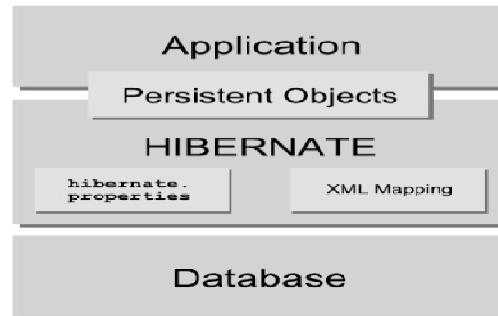 Application
Persistent Objects
HIBERNATE
hibernate.
properties
XML Mapping
Database